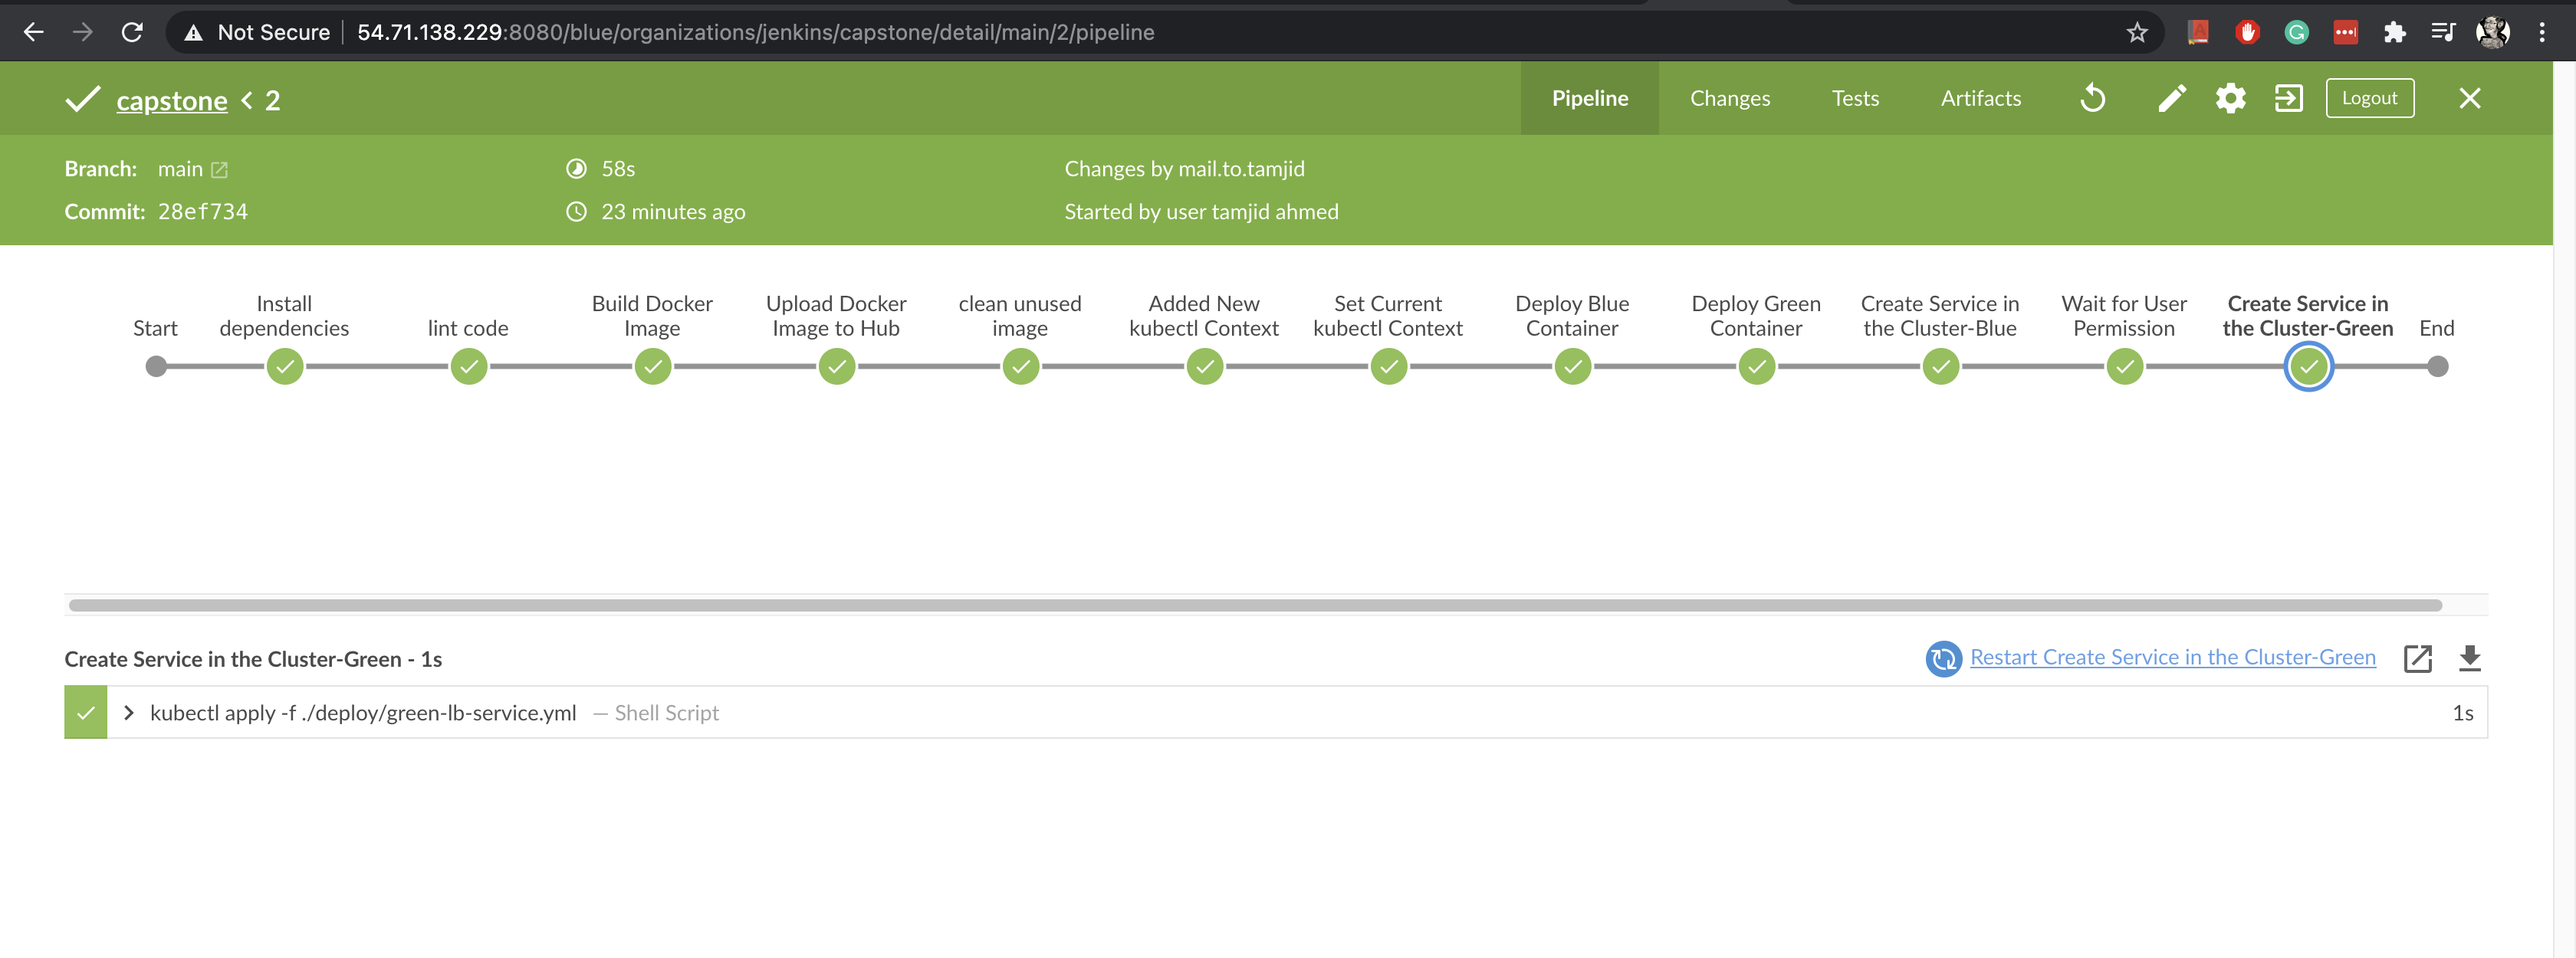 Not Secure 54.71.138.229:8080/blue/organizations/jenkins/capstone/detail/main/2/pipeline
capstone < 2
Pipeline Changes Tests Artifacts Logout
Branch: main 58s Changes by mail.to.tamjid
Commit: 28ef734 23 minutes ago Started by user tamjid ahmed
Start
Install
dependencies
lint code
Build Docker
Image
Upload Docker
Image to Hub
clean unused
image
Added New
kubectl Context
Set Current
kubectl Context
Deploy Blue
Container
Deploy Green
Container
Create Service in
the Cluster-Blue
Wait for User
Permission
Create Service in
the Cluster-Green
End
Create Service in the Cluster-Green - 1s
Restart Create Service in the Cluster-Green
kubectl apply -f ./deploy/green-lb-service.yml — Shell Script 1s